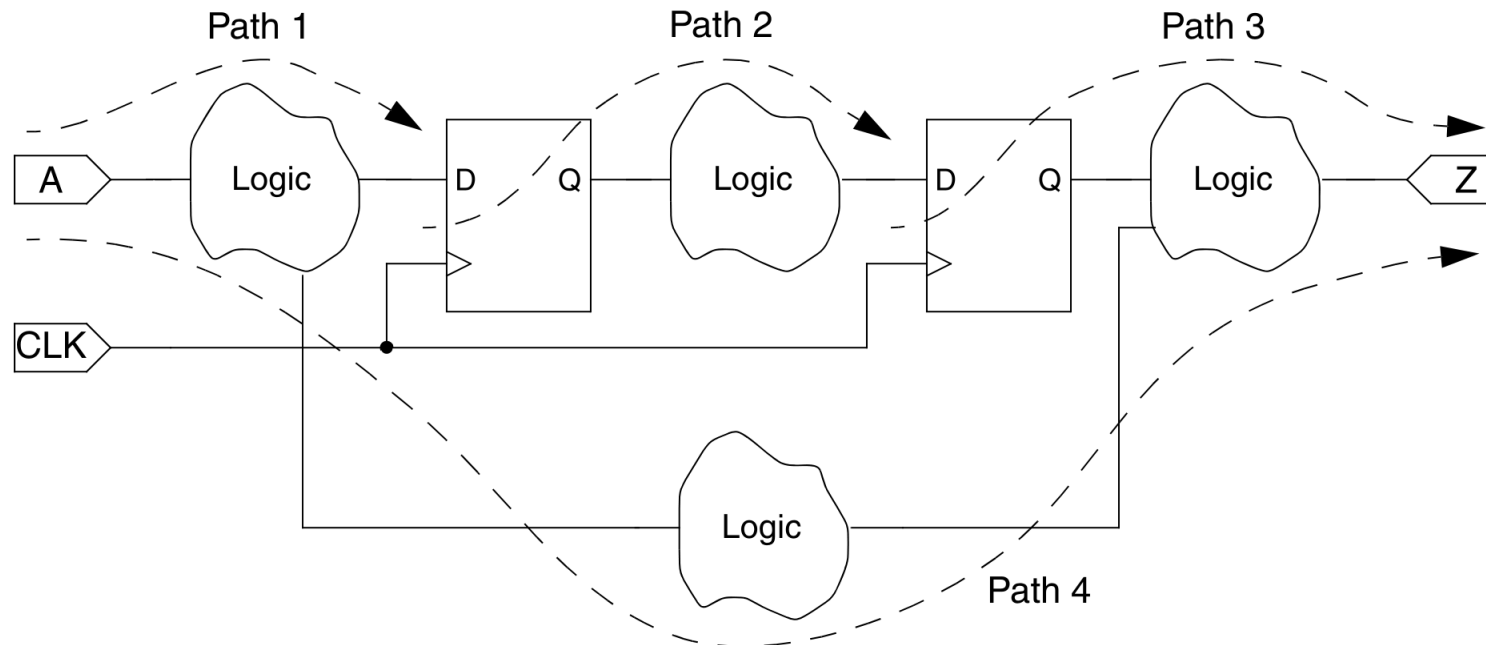 Path 1
Path 2
Path 3
A
Logic
D
Q
Logic
D
Q
Logic
Z
CLK
Logic
Path 4